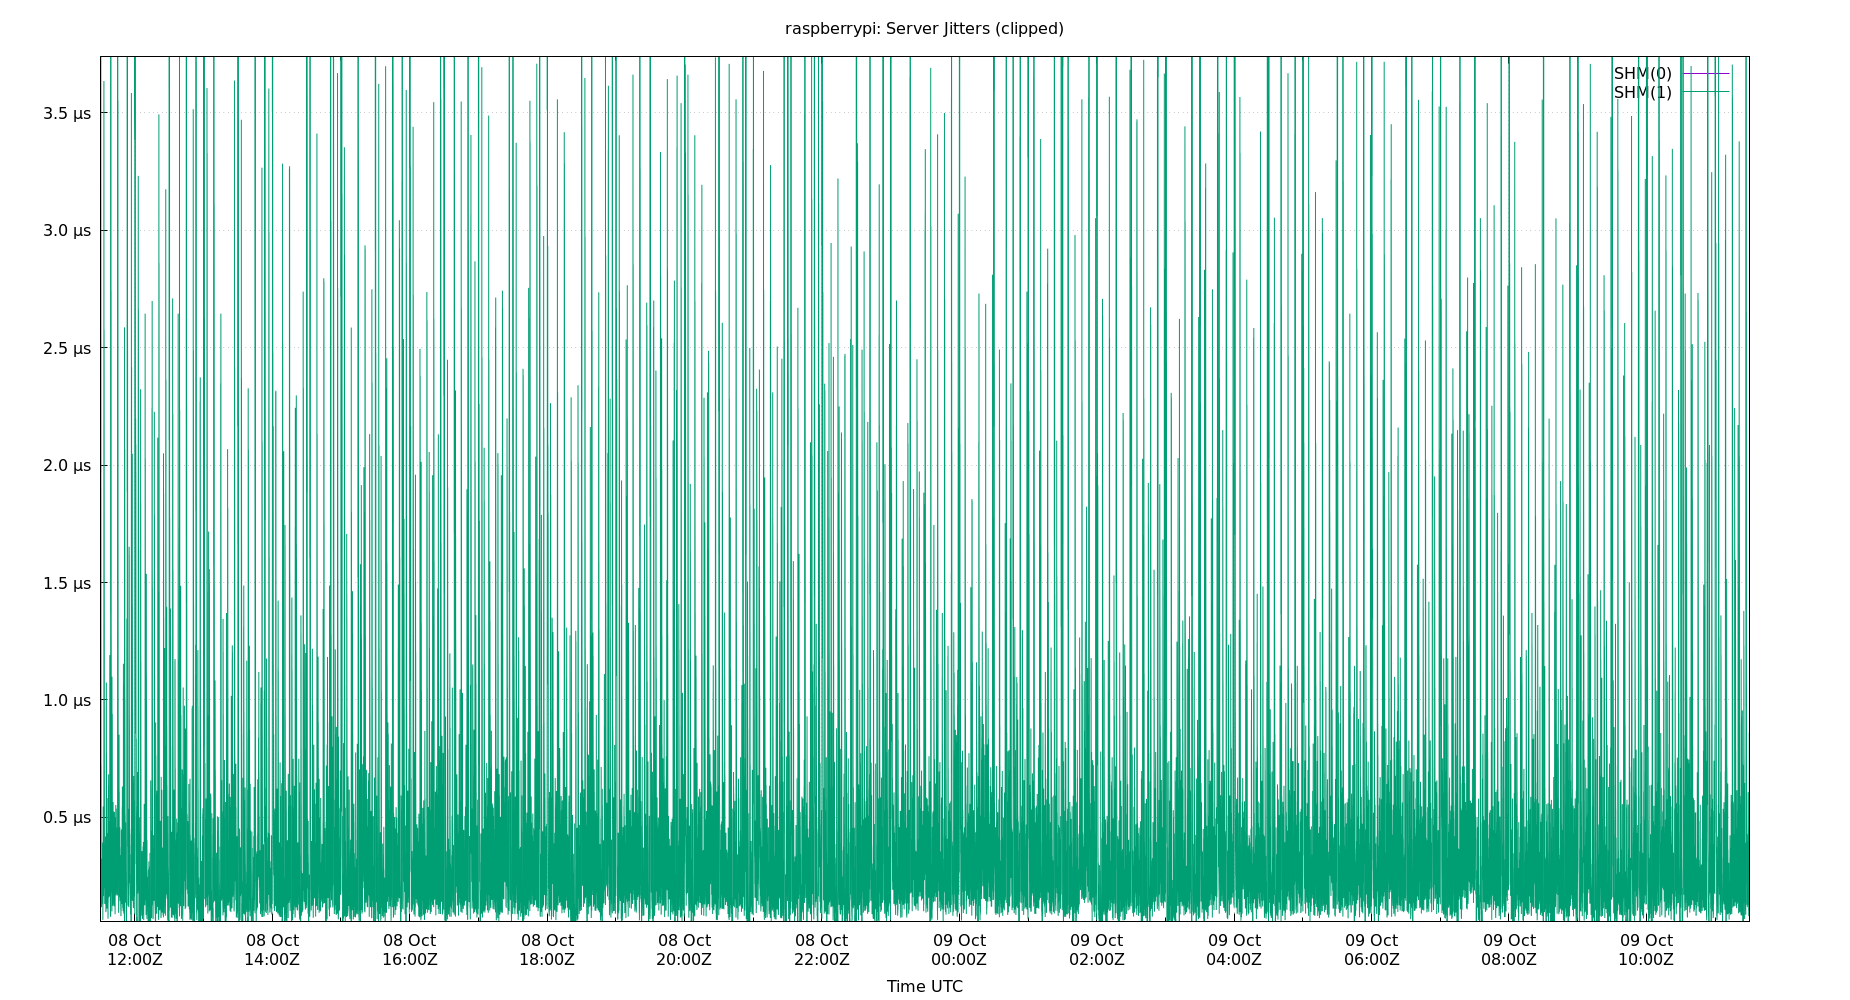 raspberrypi: Server Jitters (clipped)
SHM(0)
SHM(1)
3.5 µs
3.0 µs
2.5 µs
2.0 µs
1.5 µs
1.0 µs
0.5 µs
08 Oct 08 Oct 08 Oct 08 Oct 08 Oct 08 Oct 09 Oct 09 Oct 09 Oct 09 Oct 09 Oct 09 Oct
12:00Z 14:00Z 16:00Z 18:00Z 20:00Z 22:00Z 00:00Z 02:00Z 04:00Z 06:00Z 08:00Z 10:00Z
Time UTC